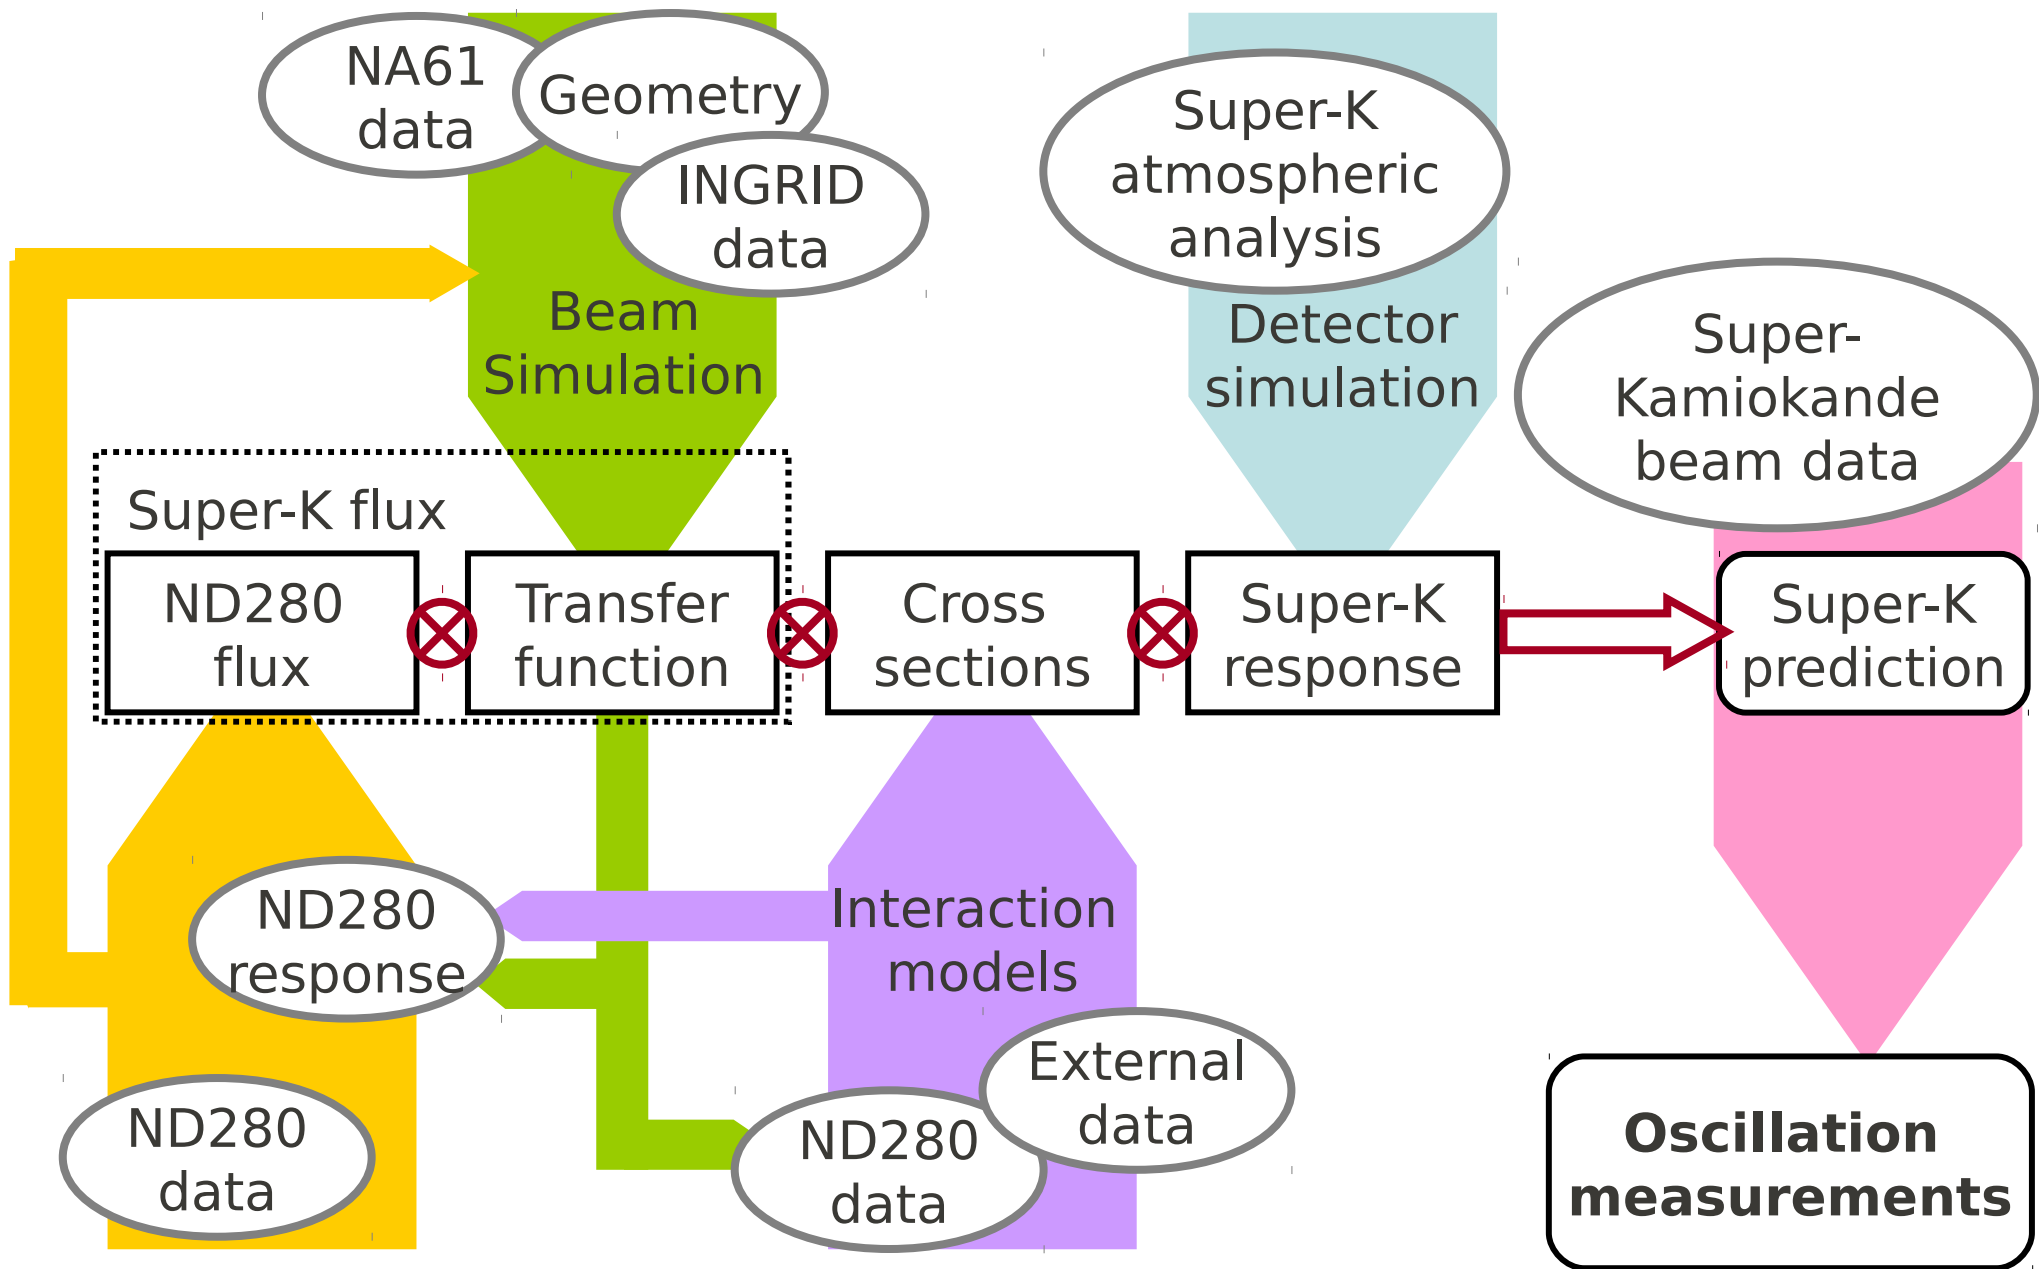 NA61
data
Geometry
INGRID
data
Beam
Simulation
Super-K
atmospheric
analysis
Detector
simulation
Super-
Kamiokande
beam data
Super-K flux
ND280
flux
Transfer
function
Cross
sections
Super-K
response
Super-K
prediction
ND280
response
Interaction
models
ND280
data
ND280
data
External
data
Oscillation
measurements